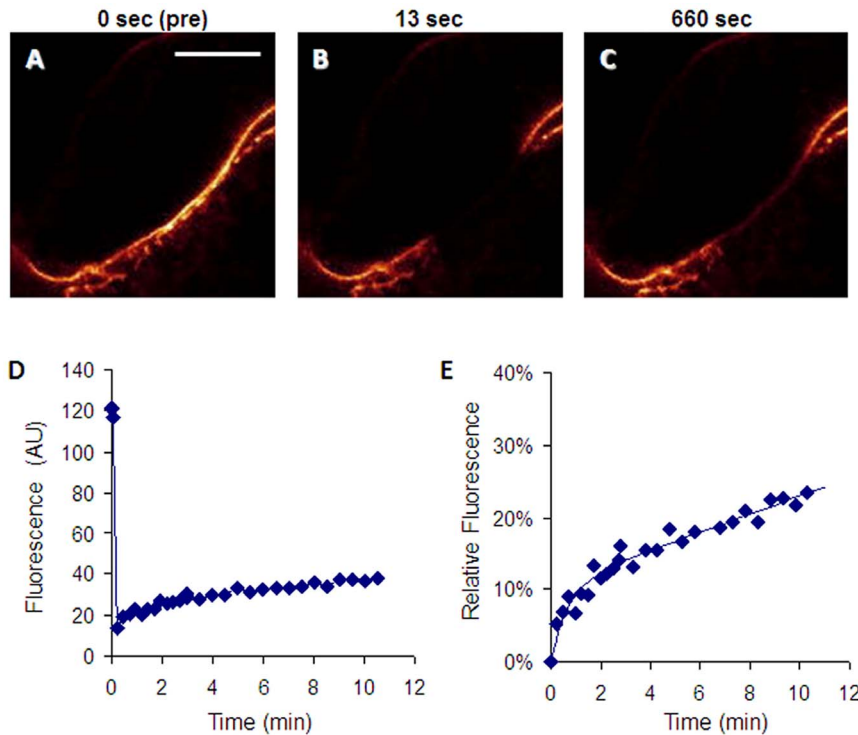 0 sec (pre)
13 sec
660 sec
A
B
C
D
140
120
100
80
60
40
20
0
Fluorescence (AU)
0
2
4
6
8
10
12
Time (min)
E
40%
30%
20%
10%
0%
Relative Fluorescence
0
2
4
6
8
10
12
Time (min)